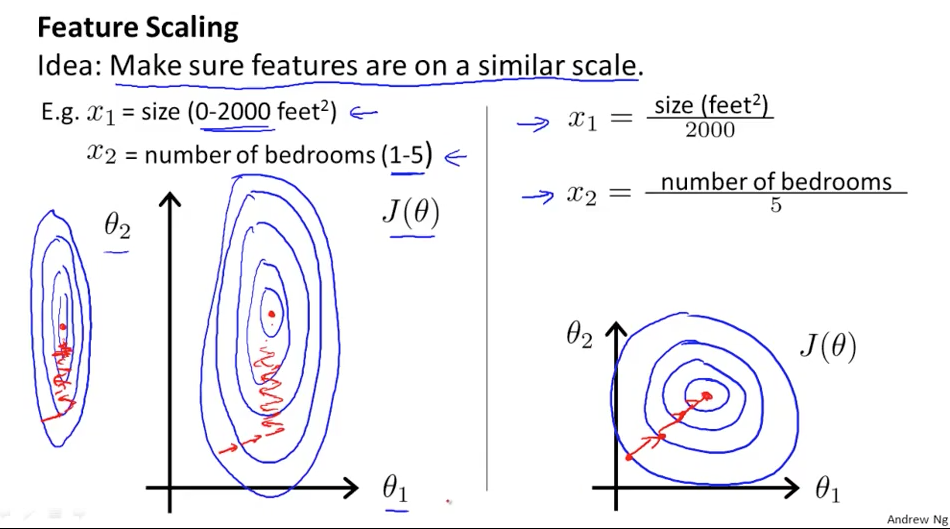 Feature Scaling
Idea: Make sure features are on a similar scale.
E.g. x₁ = size (0-2000 feet²)
x₂ = number of bedrooms (1-5)
θ₂
J(θ)
θ₁
x₁ = size (feet²) / 2000
x₂ = number of bedrooms / 5
θ₂
J(θ)
θ₁
Andrew Ng